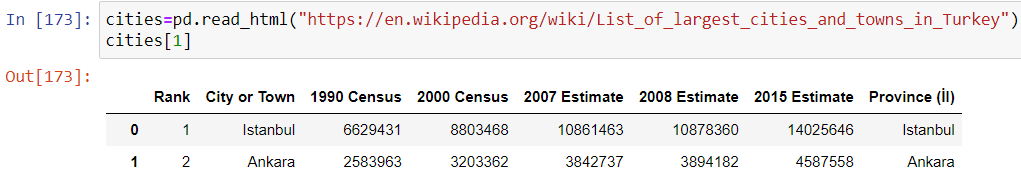 In [173]: cities=pd.read_html("https://en.wikipedia.org/wiki/List_of_largest_cities_and_towns_in_Turkey")
cities[1]
Out[173]:
Rank City or Town 1990 Census 2000 Census 2007 Estimate 2008 Estimate 2015 Estimate Province (İl)
0 1 Istanbul 6629431 8803468 10861463 10878360 14025646 Istanbul
1 2 Ankara 2583963 3203362 3842737 3894182 4587558 Ankara